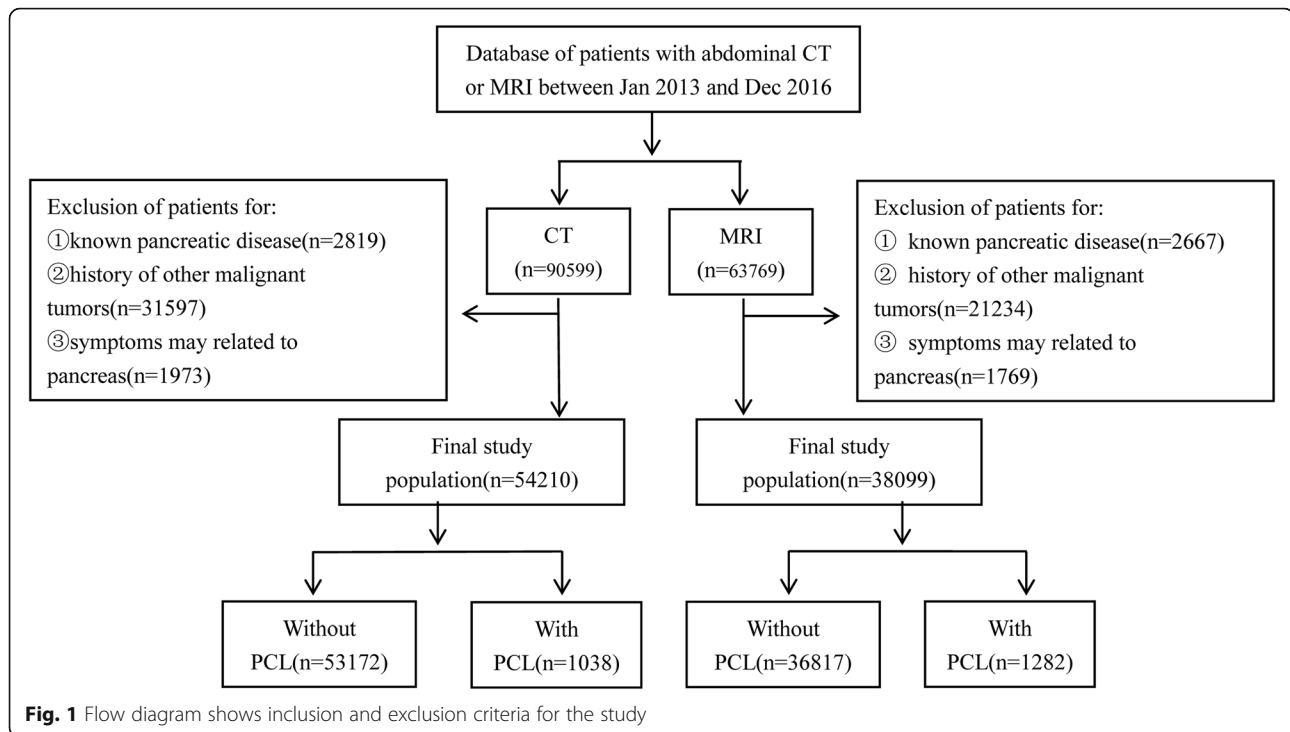 Database of patients with abdominal CT
or MRI between Jan 2013 and Dec 2016
Exclusion of patients for:
①known pancreatic disease(n=2819)
②history of other malignant
tumors(n=31597)
③symptoms may related to
pancreas(n=1973)
CT
(n=90599)
MRI
(n=63769)
Exclusion of patients for:
① known pancreatic disease(n=2667)
② history of other malignant
tumors(n=21234)
③ symptoms may related to
pancreas(n=1769)
Final study
population(n=54210)
Final study
population(n=38099)
Without
PCL(n=53172)
With
PCL(n=1038)
Without
PCL(n=36817)
With
PCL(n=1282)
Fig. 1 Flow diagram shows inclusion and exclusion criteria for the study